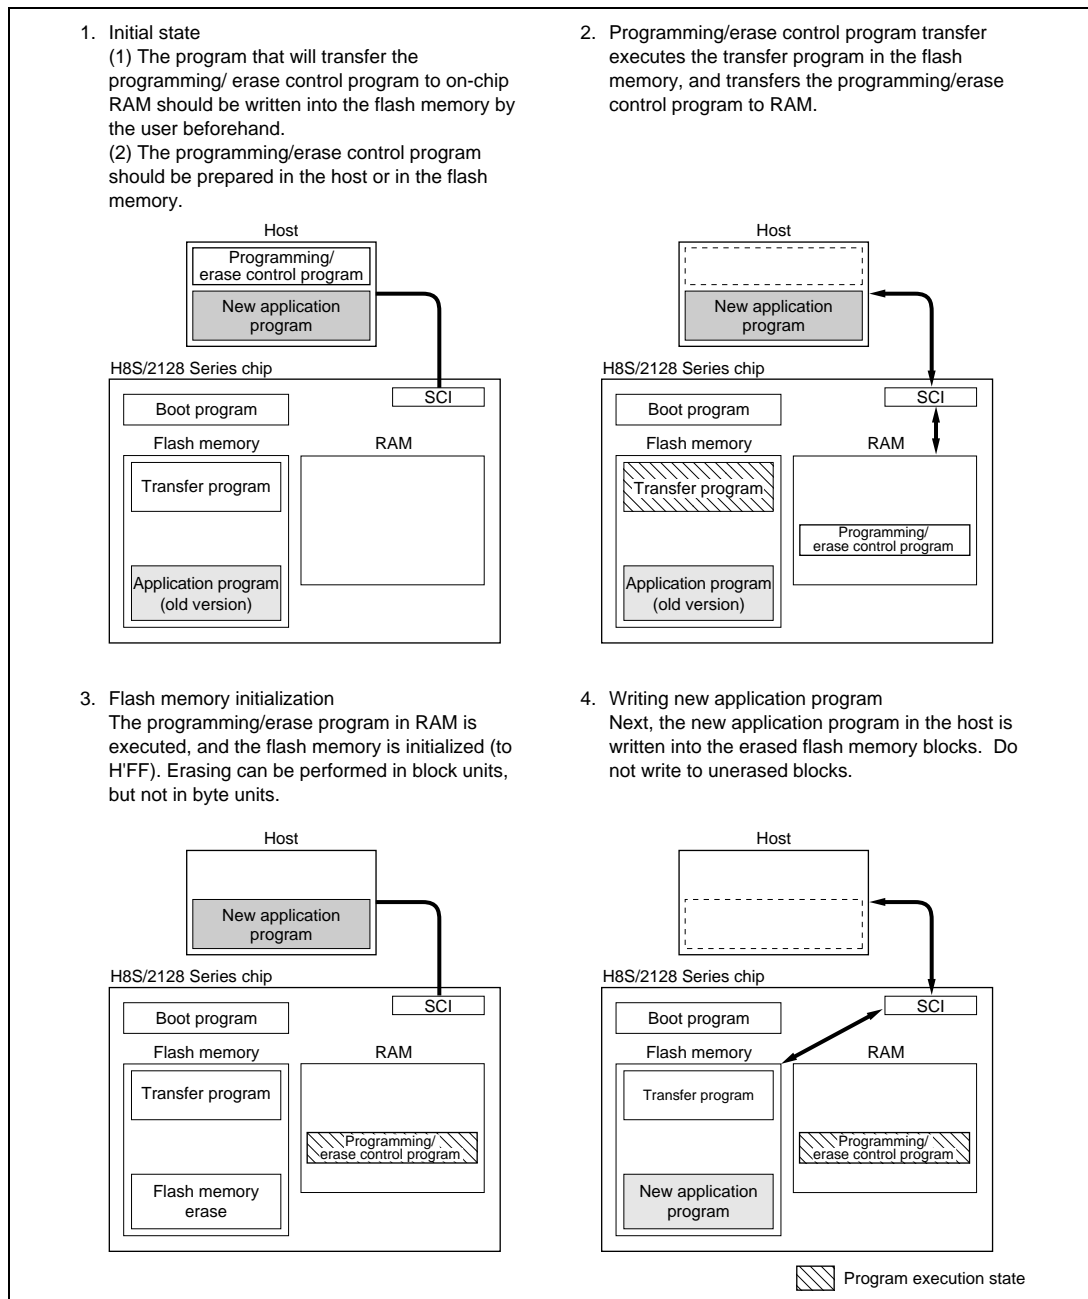 1. Initial state
(1) The program that will transfer the
programming/ erase control program to on-chip
RAM should be written into the flash memory by
the user beforehand.
(2) The programming/erase control program
should be prepared in the host or in the flash
memory.
Host
Programming/
erase control program
New application
program
H8S/2128 Series chip
SCI
Boot program
Flash memory
RAM
Transfer program
Application program
(old version)
2. Programming/erase control program transfer
executes the transfer program in the flash
memory, and transfers the programming/erase
control program to RAM.
Host
New application
program
H8S/2128 Series chip
SCI
Boot program
Flash memory
RAM
Transfer program
Programming/
erase control program
Application program
(old version)
3. Flash memory initialization
The programming/erase program in RAM is
executed, and the flash memory is initialized (to
H'FF). Erasing can be performed in block units,
but not in byte units.
Host
New application
program
H8S/2128 Series chip
SCI
Boot program
Flash memory
RAM
Transfer program
Programming/
erase control program
Flash memory
erase
4. Writing new application program
Next, the new application program in the host is
written into the erased flash memory blocks. Do
not write to unerased blocks.
Host
H8S/2128 Series chip
SCI
Boot program
Flash memory
RAM
Transfer program
Programming/
erase control program
New application
program
Program execution state